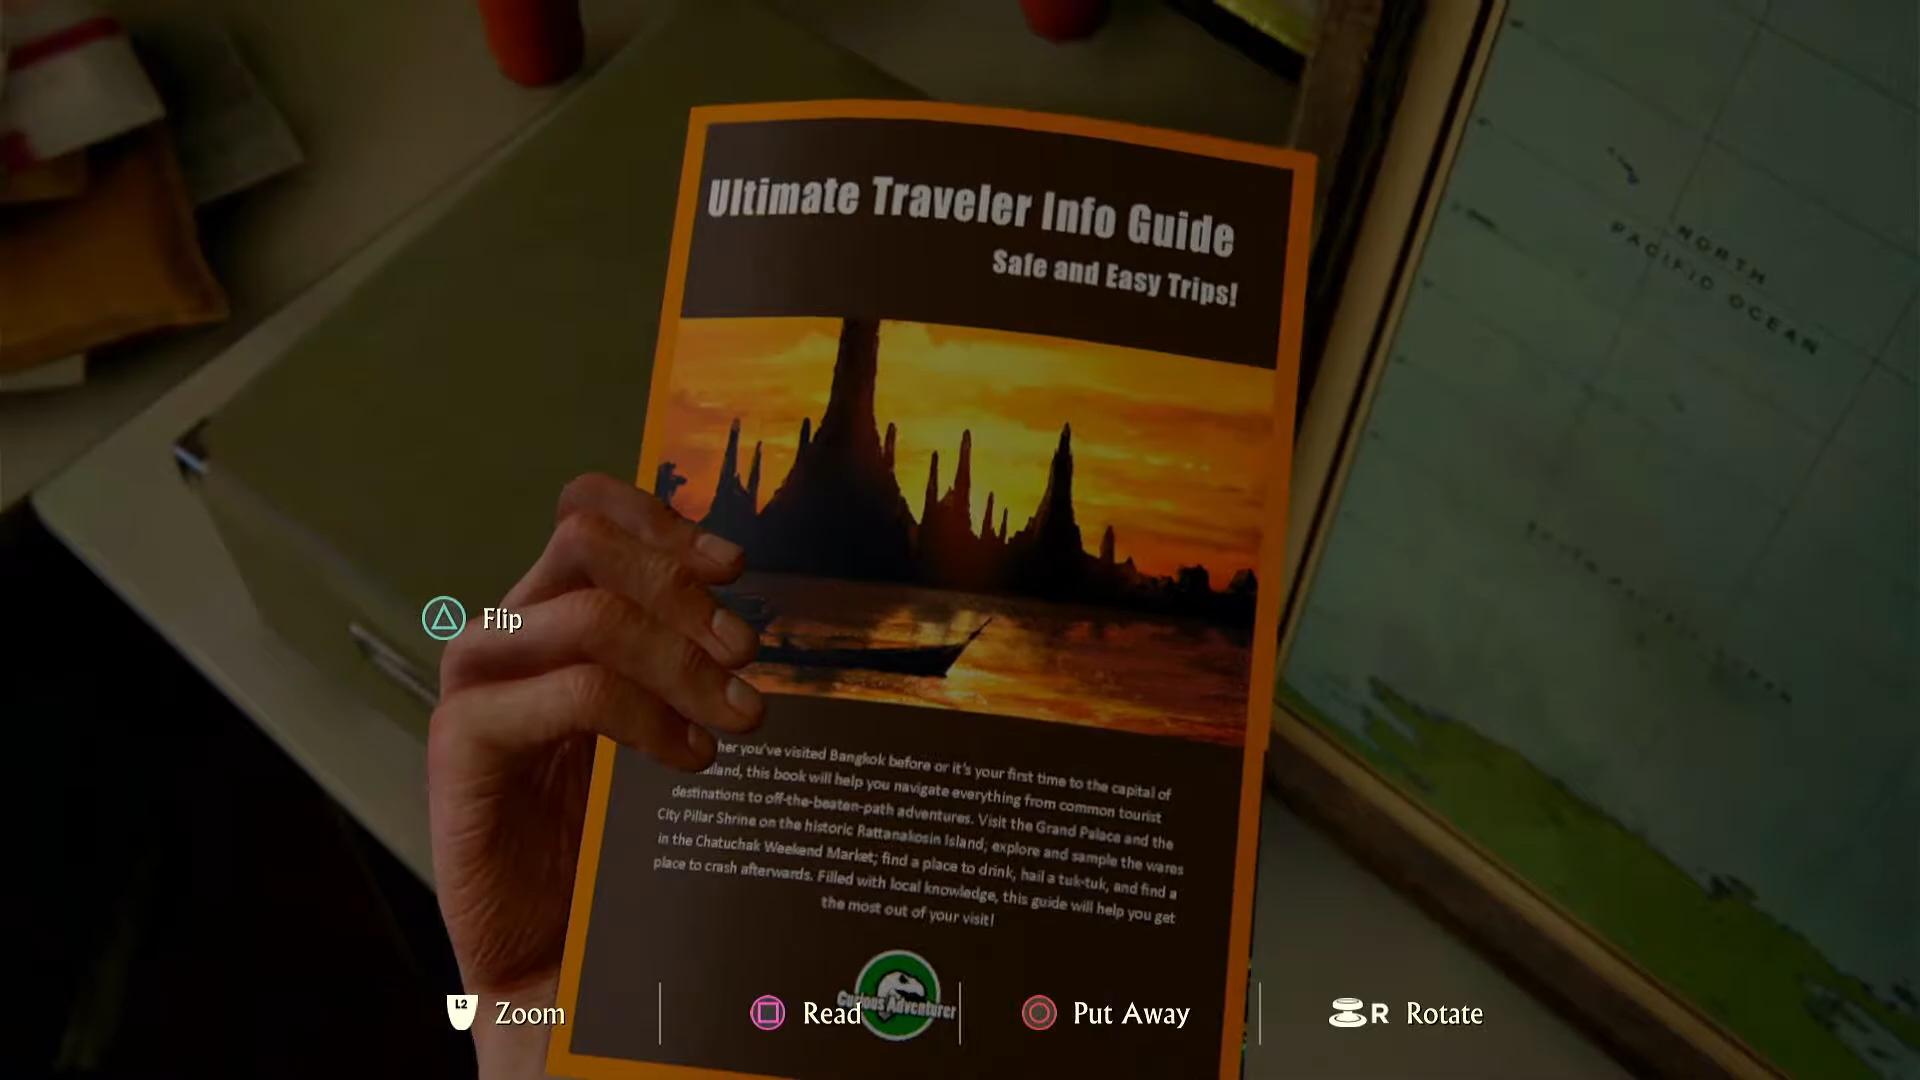 Ultimate Traveler Info Guide
Safe and Easy Trips!
NORTH
PACIFIC OCEAN
Flip
her you've visited Bangkok before or it's your first time to the capital of
ailand, this book will help you navigate everything from common tourist
destinations to off-the-beaten-path adventures. Visit the Grand Palace and the
City Pillar Shrine on the historic Rattanakosin Island; explore and sample the wares
in the Chatuchak Weekend Market; find a place to drink, hail a tuk-tuk, and find a
place to crash afterwards. Filled with local knowledge, this guide will help you get
the most out of your visit!
Curious Adventurer
L2 Zoom
Read
Put Away
R Rotate